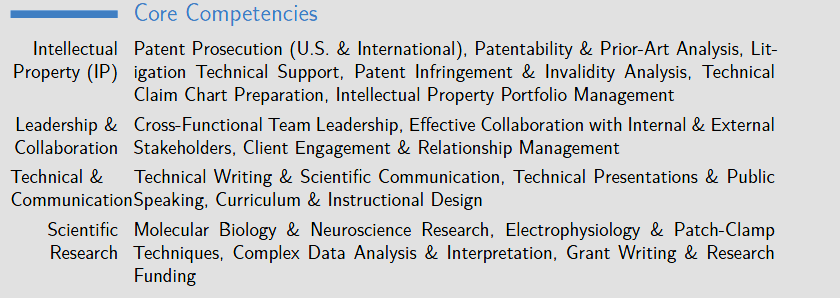 Core Competencies
Intellectual Patent Prosecution (U.S. & International), Patentability & Prior-Art Analysis, Lit-
Property (IP) igation Technical Support, Patent Infringement & Invalidity Analysis, Technical
Claim Chart Preparation, Intellectual Property Portfolio Management
Leadership & Cross-Functional Team Leadership, Effective Collaboration with Internal & External
Collaboration Stakeholders, Client Engagement & Relationship Management
Technical & Technical Writing & Scientific Communication, Technical Presentations & Public
Communication Speaking, Curriculum & Instructional Design
Scientific Molecular Biology & Neuroscience Research, Electrophysiology & Patch-Clamp
Research Techniques, Complex Data Analysis & Interpretation, Grant Writing & Research
Funding